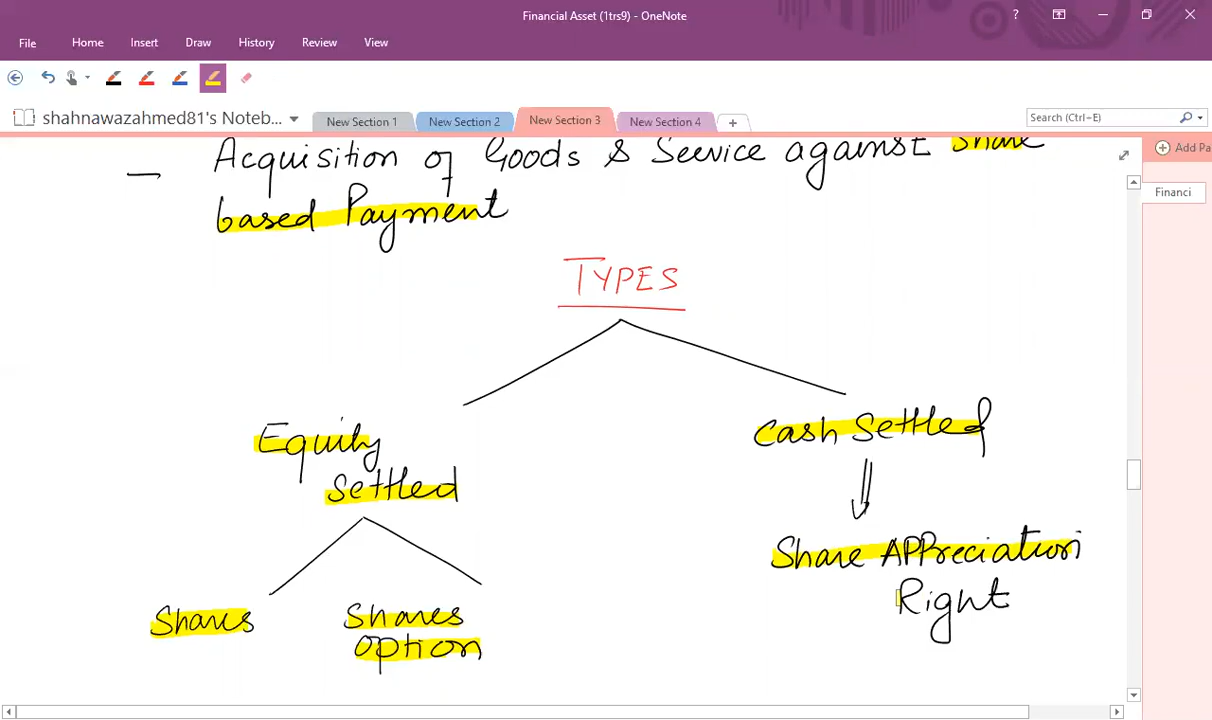 Financial Asset (1trs9) - OneNote
?
File Home Insert Draw History Review View
shahnawazahmed81's Noteb... New Section 1 New Section 2 New Section 3 New Section 4 + Search (Ctrl+E)
Add Pa
Financi
Acquisition of Goods & Service against Share
based Payment
TYPES
Equity
Settled
Cash Settled
Shares
Shares
Option
Share APPreciation
Right